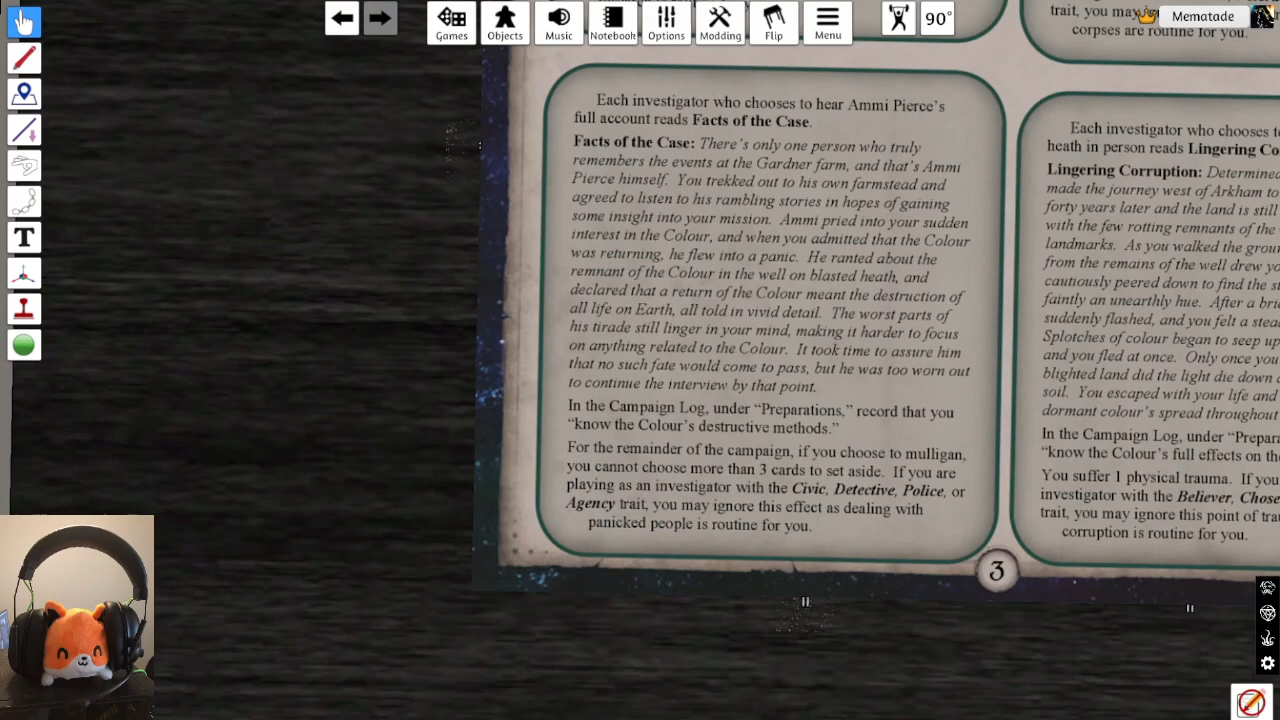 Games
Objects
Music
Notebook
Options
Modding
Flip
Menu
90°
Mematade
trait, you may
corpses are routine for you.
Each investigator who chooses to hear Ammi Pierce's
full account reads Facts of the Case.
Facts of the Case: There's only one person who truly
remembers the events at the Gardner farm, and that's Ammi
Pierce himself. You trekked out to his own farmstead and
agreed to listen to his rambling stories in hopes of gaining
some insight into your mission. Ammi pried into your sudden
interest in the Colour, and when you admitted that the Colour
was returning, he flew into a panic. He ranted about the
remnant of the Colour in the well on blasted heath, and
declared that a return of the Colour meant the destruction of
all life on Earth, all told in vivid detail. The worst parts of
his tirade still linger in your mind, making it harder to focus
on anything related to the Colour. It took time to assure him
that no such fate would come to pass, but he was too worn out
to continue the interview by that point.
In the Campaign Log, under “Preparations,” record that you
“know the Colour's destructive methods.”
For the remainder of the campaign, if you choose to mulligan,
you cannot choose more than 3 cards to set aside. If you are
playing as an investigator with the Civic, Detective, Police, or
Agency trait, you may ignore this effect as dealing with
panicked people is routine for you.
Each investigator who chooses t
heath in person reads Lingering Co
Lingering Corruption: Determined
made the journey west of Arkham to
forty years later and the land is still
with the few rotting remnants of the
landmarks. As you walked the grou
from the remains of the well drew yo
cautiously peered down to find the s
faintly an unearthly hue. After a br
suddenly flashed, and you felt a stea
Splotches of colour began to seep up
and you fled at once. Only once you
blighted land did the light die down
soil. You escaped with your life and
dormant colour's spread throughout
In the Campaign Log, under “Prepar
“know the Colour's full effects on th
You suffer 1 physical trauma. If you
investigator with the Believer, Chose
trait, you may ignore this point of tra
corruption is routine for you.
3